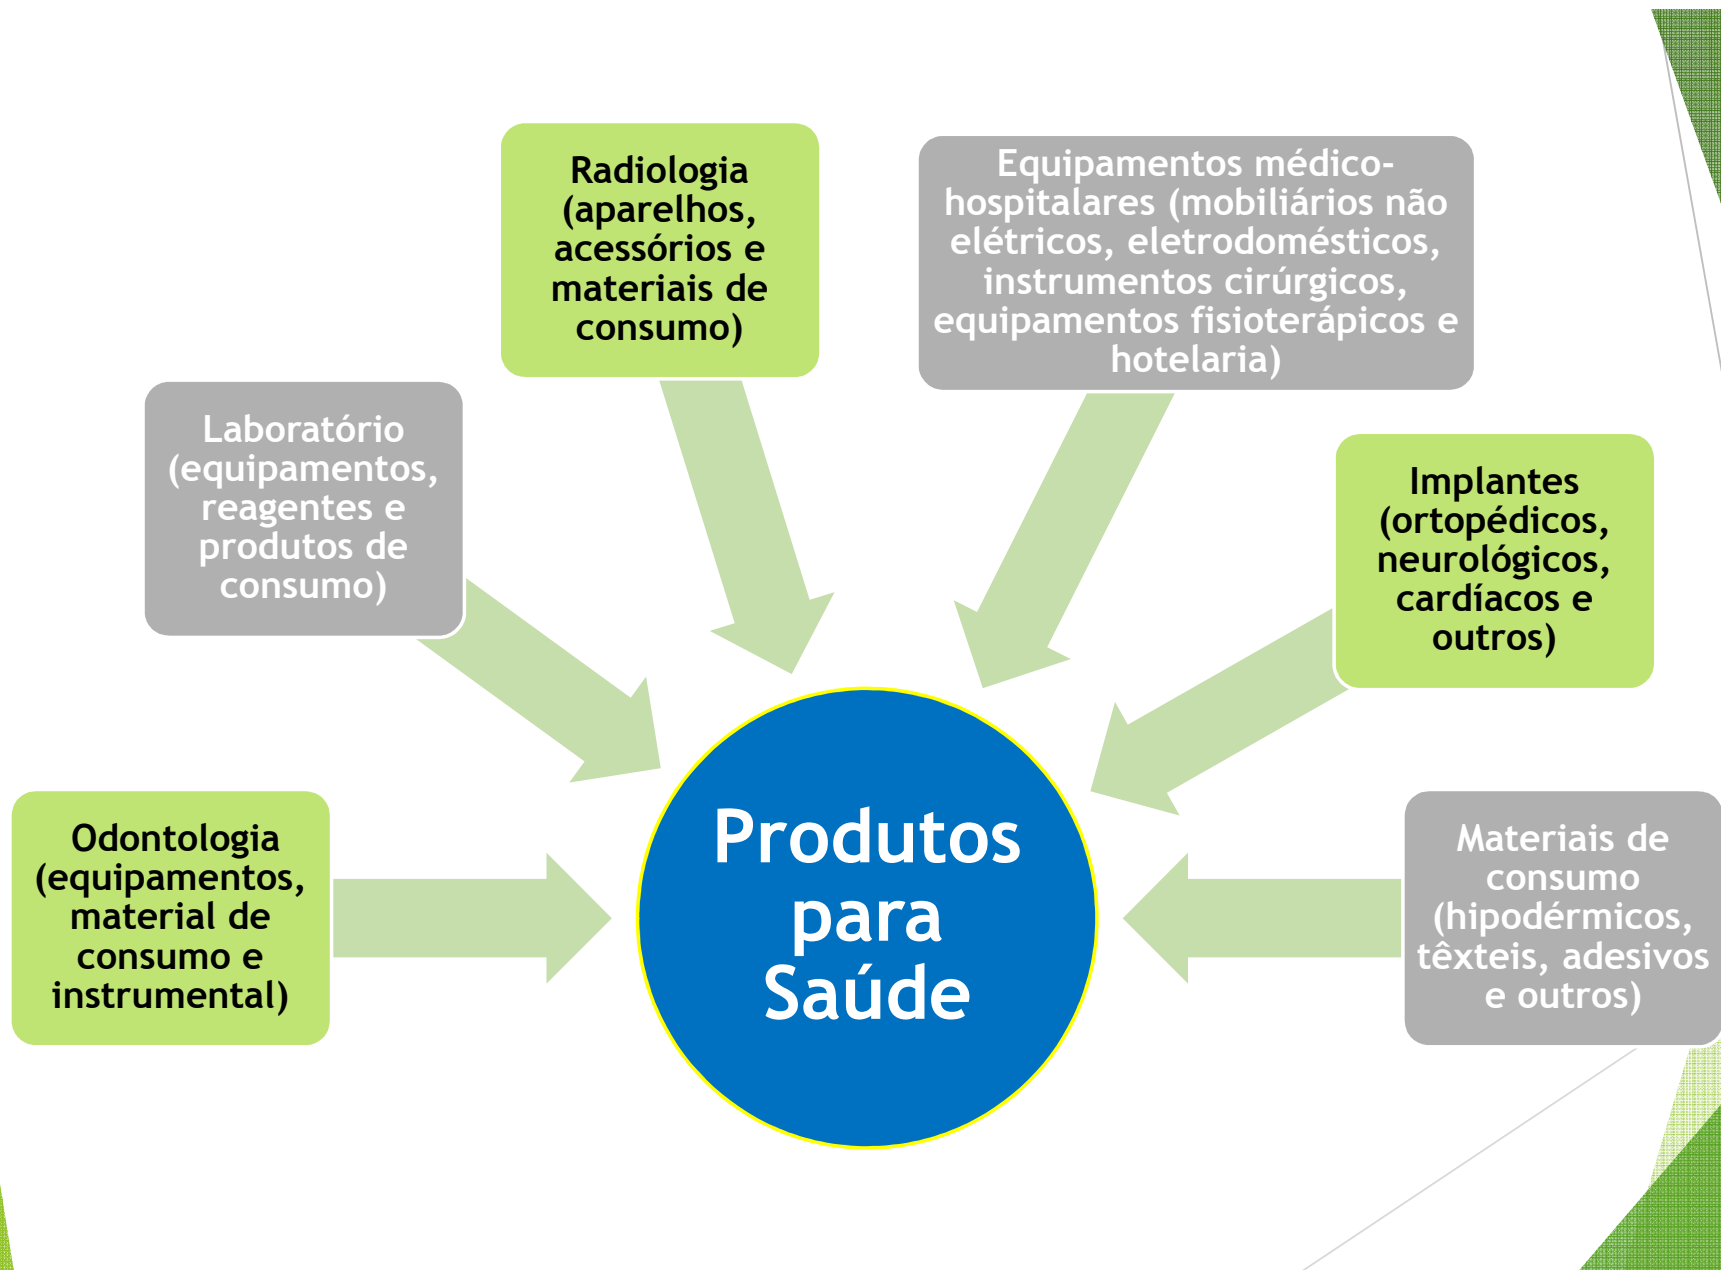 Radiologia
(aparelhos,
acessórios e
materiais de
consumo)
Equipamentos médico-
hospitalares (mobiliários não
elétricos, eletrodomésticos,
instrumentos cirúrgicos,
equipamentos fisioterápicos e
hotelaria)
Laboratório
(equipamentos,
reagentes e
produtos de
consumo)
Implantes
(ortopédicos,
neurológicos,
cardíacos e
outros)
Odontologia
(equipamentos,
material de
consumo e
instrumental)
Produtos
para
Saúde
Materiais de
consumo
(hipodérmicos,
têxteis, adesivos
e outros)